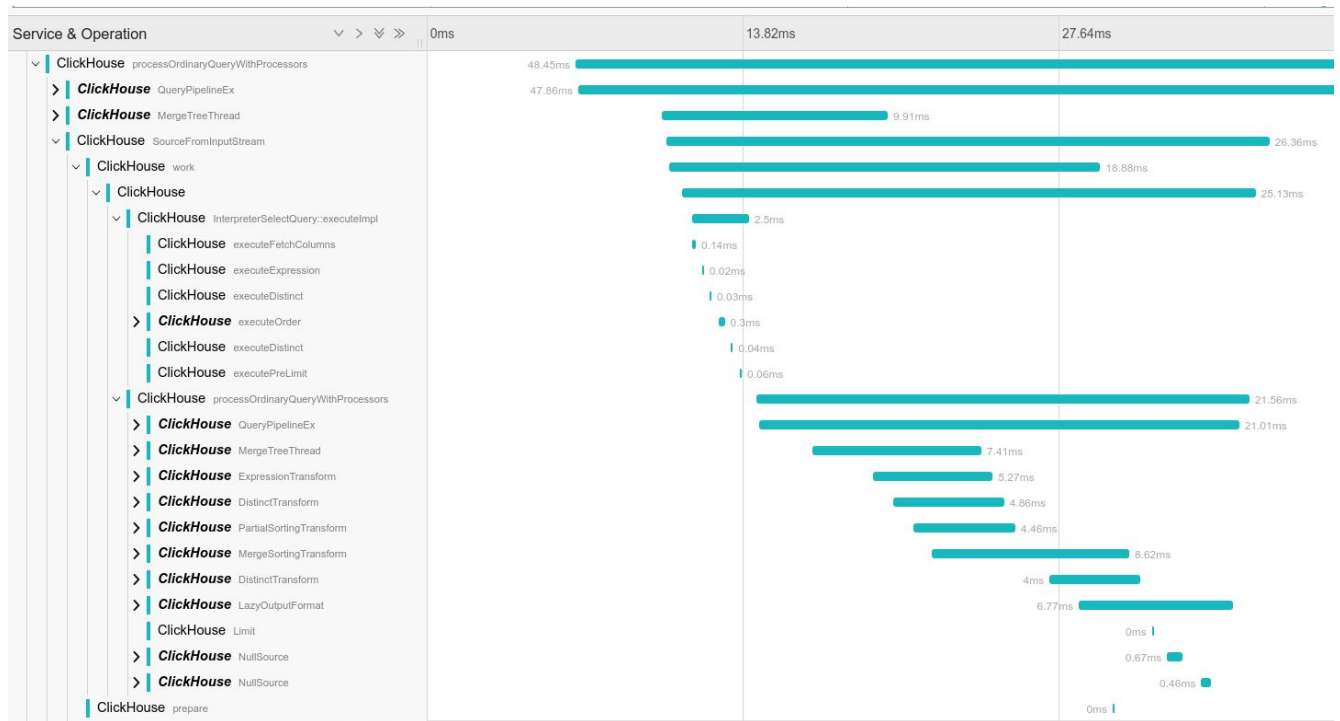 Service & Operation 0ms 13.82ms 27.64ms
ClickHouse processOrdinaryQueryWithProcessors 48.45ms
ClickHouse QueryPipelineEx 47.86ms
ClickHouse MergeTreeThread 9.91ms
ClickHouse SourceFromInputStream 26.36ms
ClickHouse work 18.88ms
ClickHouse 25.13ms
ClickHouse InterpreterSelectQuery::executeImpl 2.5ms
ClickHouse executeFetchColumns 0.14ms
ClickHouse executeExpression 0.02ms
ClickHouse executeDistinct 0.03ms
ClickHouse executeOrder 0.3ms
ClickHouse executeDistinct 0.04ms
ClickHouse executePreLimit 0.06ms
ClickHouse processOrdinaryQueryWithProcessors 21.56ms
ClickHouse QueryPipelineEx 21.01ms
ClickHouse MergeTreeThread 7.41ms
ClickHouse ExpressionTransform 5.27ms
ClickHouse DistinctTransform 4.86ms
ClickHouse PartialSortingTransform 4.46ms
ClickHouse MergeSortingTransform 8.62ms
ClickHouse DistinctTransform 4ms
ClickHouse LazyOutputFormat 6.77ms
ClickHouse Limit 0ms
ClickHouse NullSource 0.67ms
ClickHouse NullSource 0.46ms
ClickHouse prepare 0ms